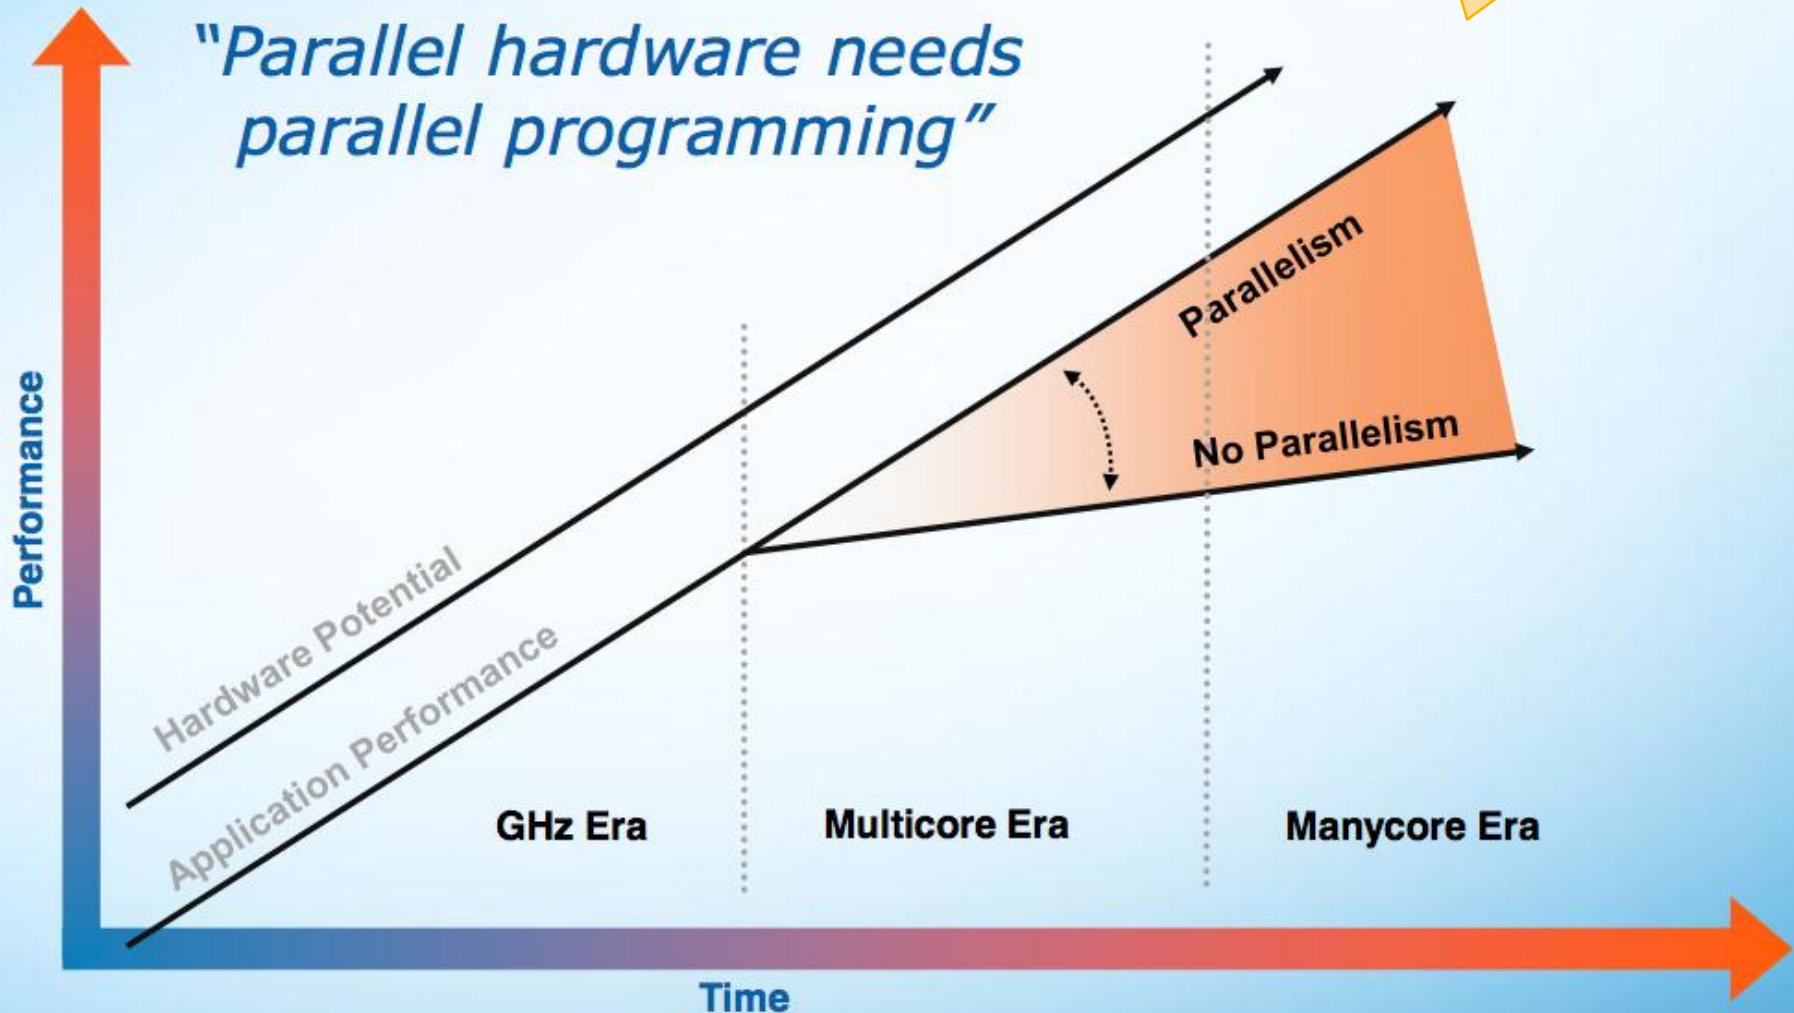 “Parallel hardware needs
parallel programming”
Performance
Hardware Potential
Application Performance
Parallelism
No Parallelism
GHz Era
Multicore Era
Manycore Era
Time